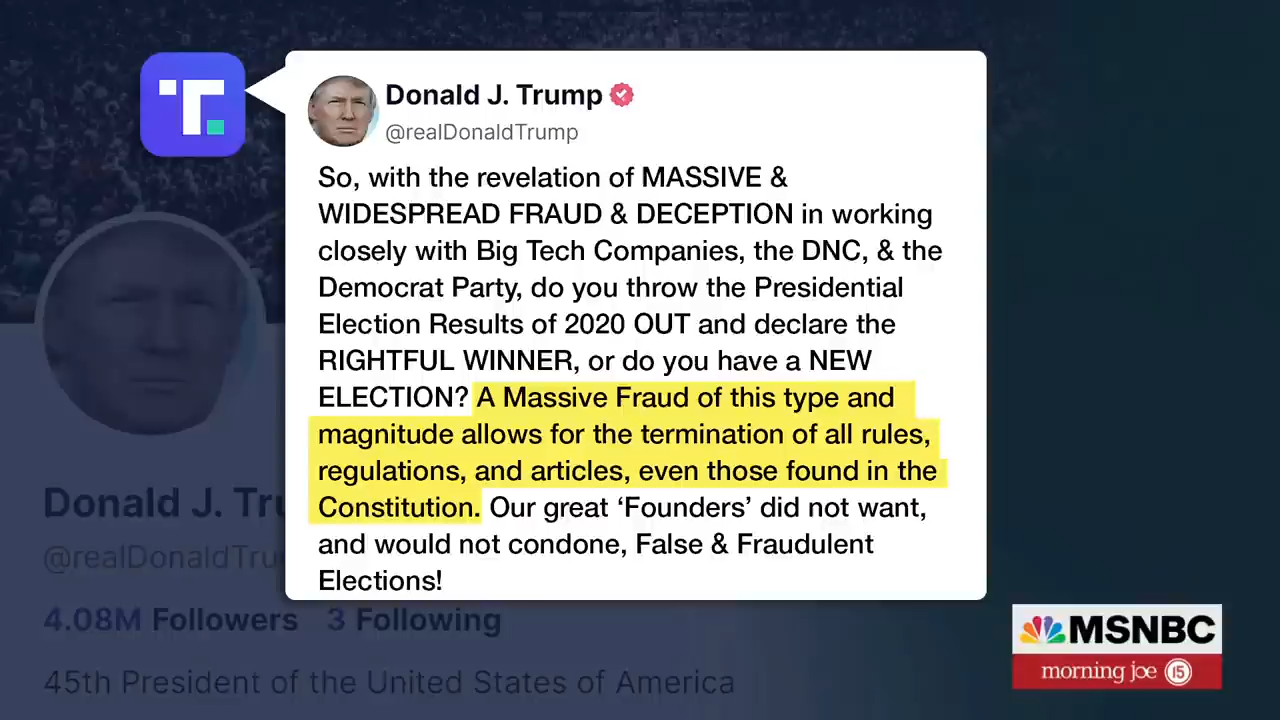 Donald J. Trump
@realDonaldTrump
So, with the revelation of MASSIVE &
WIDESPREAD FRAUD & DECEPTION in working
closely with Big Tech Companies, the DNC, & the
Democrat Party, do you throw the Presidential
Election Results of 2020 OUT and declare the
RIGHTFUL WINNER, or do you have a NEW
ELECTION? A Massive Fraud of this type and
magnitude allows for the termination of all rules,
regulations, and articles, even those found in the
Constitution. Our great ‘Founders’ did not want,
and would not condone, False & Fraudulent
Elections!
Donald J. Tru
@realDonaldTru
4.08M Followers 3 Following
45th President of the United States of America
MSNBC
morning joe 15